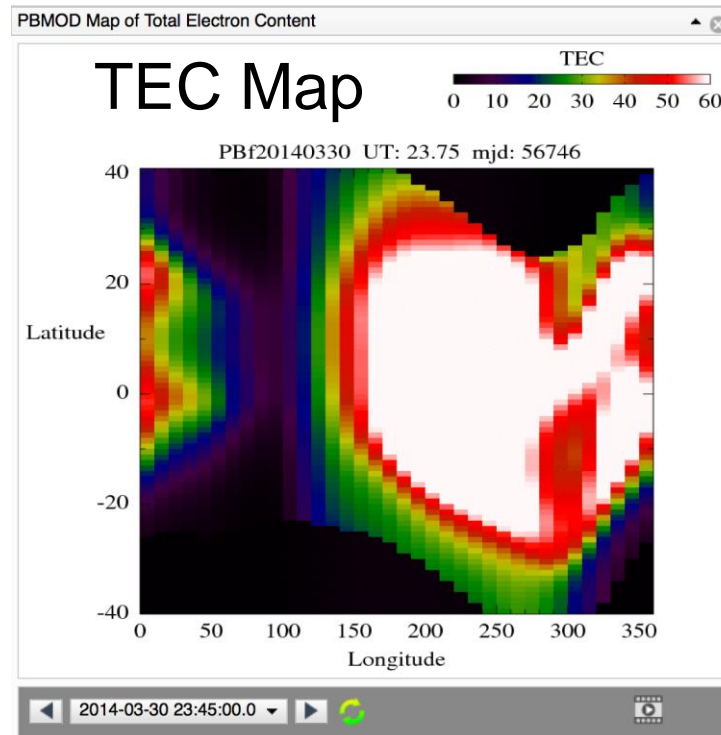 PBMOD Map of Total Electron Content
TEC Map
TEC
0 10 20 30 40 50 60
PBf20140330 UT: 23.75 mjd: 56746
40
20
Latitude
0
-20
-40
0 50 100 150 200 250 300 350
Longitude
2014-03-30 23:45:00.0